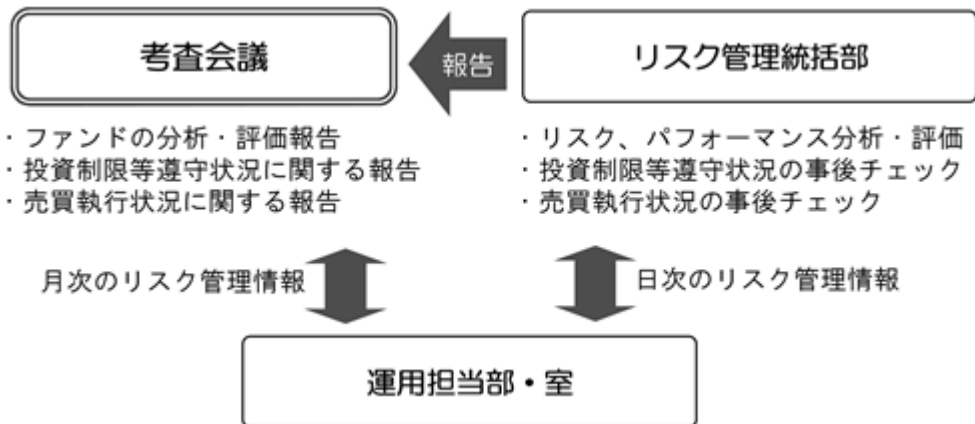 考査会議
報告
リスク管理統括部
・ファンドの分析・評価報告
・投資制限等遵守状況に関する報告
・売買執行状況に関する報告
・リスク、パフォーマンス分析・評価
・投資制限等遵守状況の事後チェック
・売買執行状況の事後チェック
月次のリスク管理情報
日次のリスク管理情報
運用担当部・室